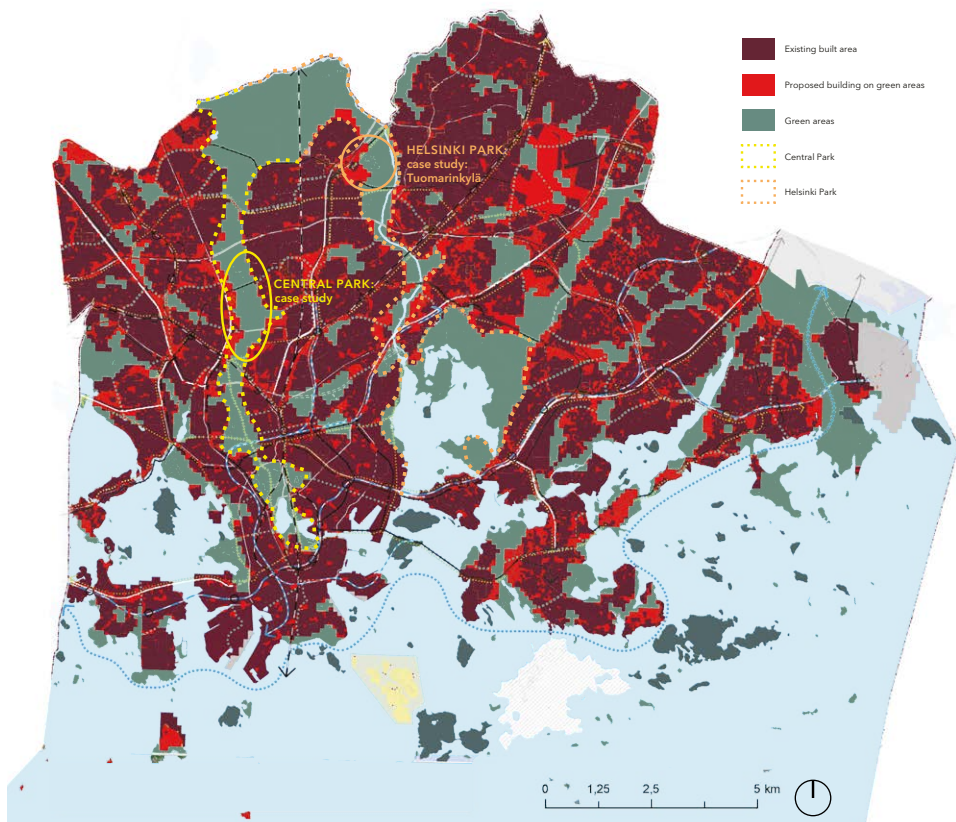 Existing built area
Proposed building on green areas
Green areas
Central Park
Helsinki Park
HELSINKI PARK:
case study:
Tuomarinkylä
CENTRAL PARK:
case study
0 1,25 2,5 5 km